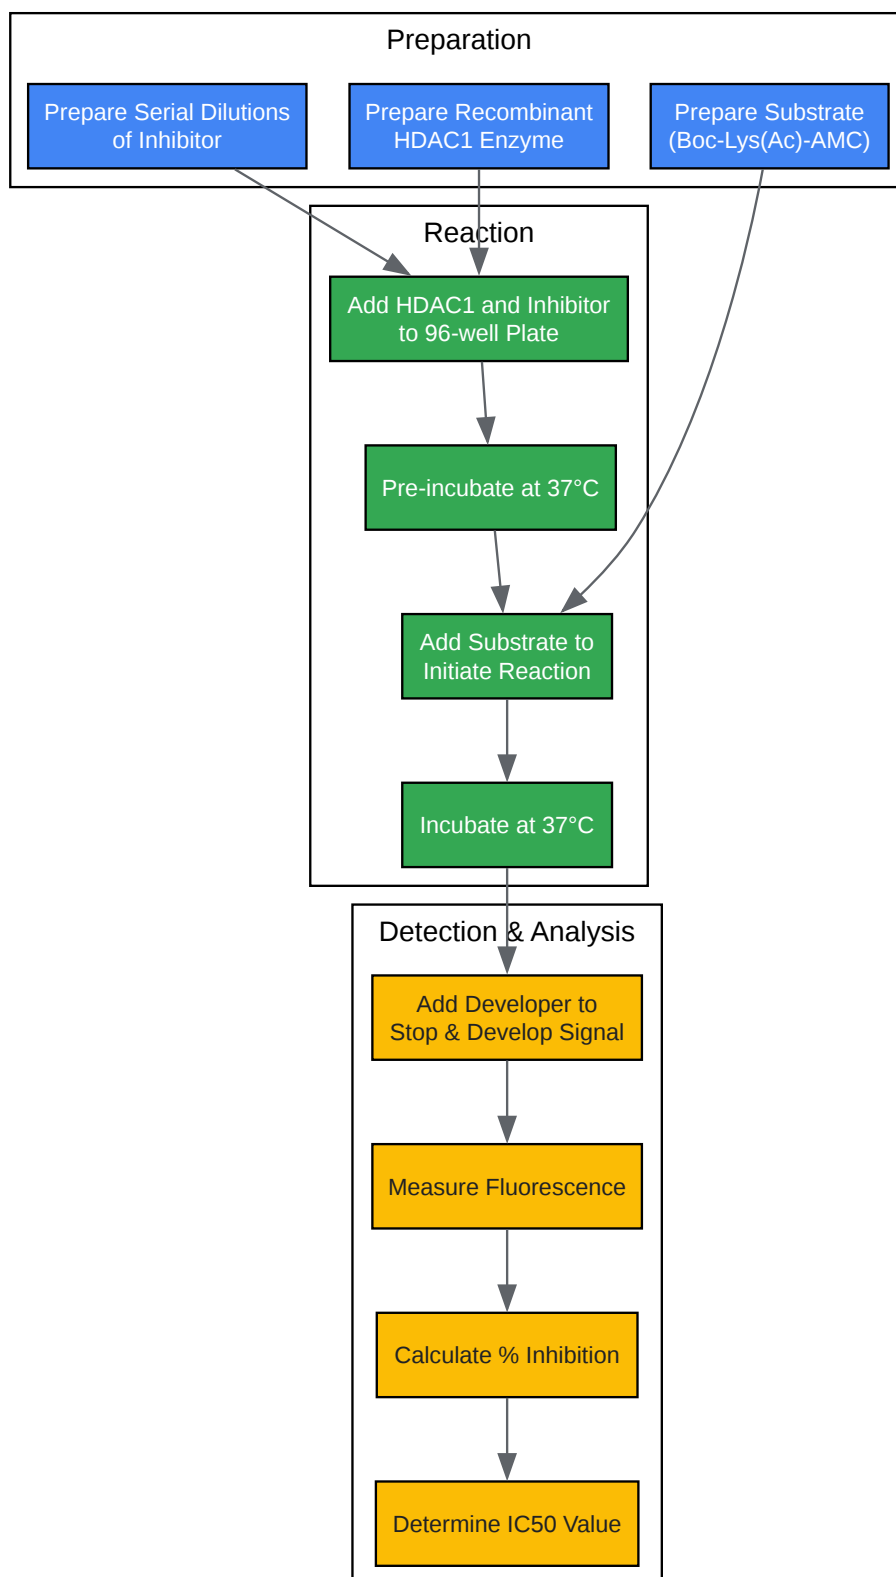 Preparation
Prepare Serial Dilutions
of Inhibitor
Prepare Recombinant
HDAC1 Enzyme
Prepare Substrate
(Boc-Lys(Ac)-AMC)
Reaction
Add HDAC1 and Inhibitor
to 96-well Plate
Pre-incubate at 37°C
Add Substrate to
Initiate Reaction
Incubate at 37°C
Detection & Analysis
Add Developer to
Stop & Develop Signal
Measure Fluorescence
Calculate % Inhibition
Determine IC50 Value